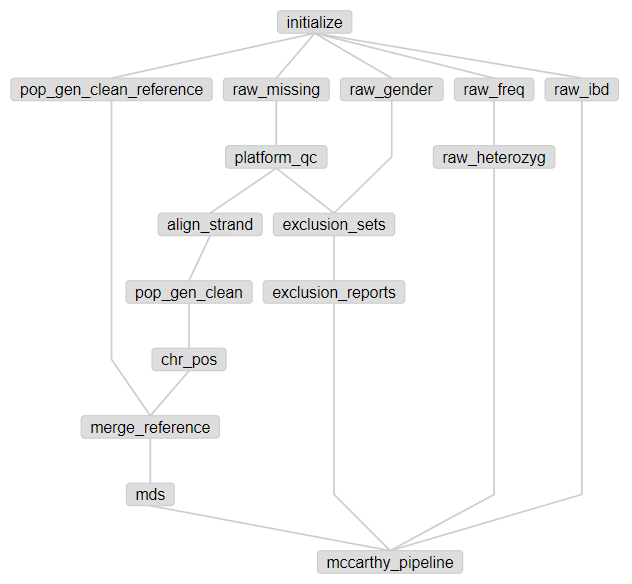 initialize
pop_gen_clean_reference
raw_missing
raw_gender
raw_freq
raw_ibd
platform_qc
raw_heterozyg
align_strand
exclusion_sets
pop_gen_clean
exclusion_reports
chr_pos
merge_reference
mds
mccarthy_pipeline